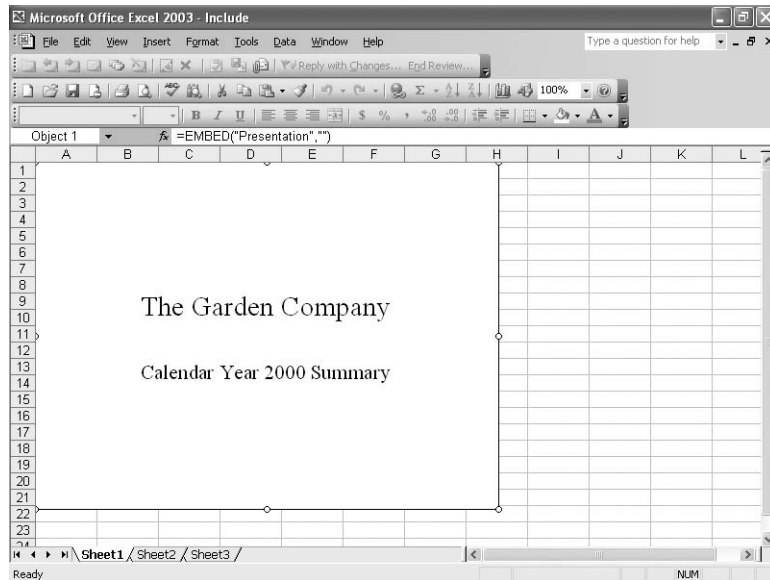 Microsoft Office Excel 2003 - Include
File Edit View Insert Format Tools Data Window Help Type a question for help
Reply with Changes... End Review...
100%
B I U $ % ,
Object 1 fx =EMBED("Presentation","")
A B C D E F G H I J K L
1
2
3
4
5
6
7
8
9
The Garden Company
10
11
12
13
Calendar Year 2000 Summary
14
15
16
17
18
19
20
21
22
23
24
Sheet1 Sheet2 Sheet3
Ready NUM